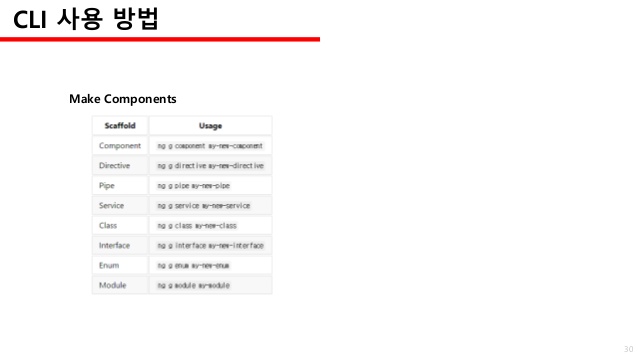 CLI 사용 방법
Make Components
Scaffold Usage
Component ng g component my-new-component
Directive ng g directive my-new-directive
Pipe ng g pipe my-new-pipe
Service ng g service my-new-service
Class ng g class my-new-class
Interface ng g interface my-new-interface
Enum ng g enum my-new-enum
Module ng g module my-module
30